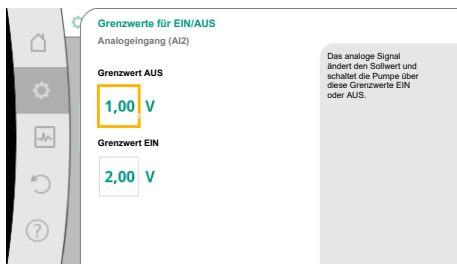 Grenzwerte für EIN/AUS
Analogeingang (AI2)
Grenzwert AUS
1,00 V
Grenzwert EIN
2,00 V
Das analoge Signal
ändert den Sollwert und
schaltet die Pumpe über
diese Grenzwerte EIN
oder AUS.
?